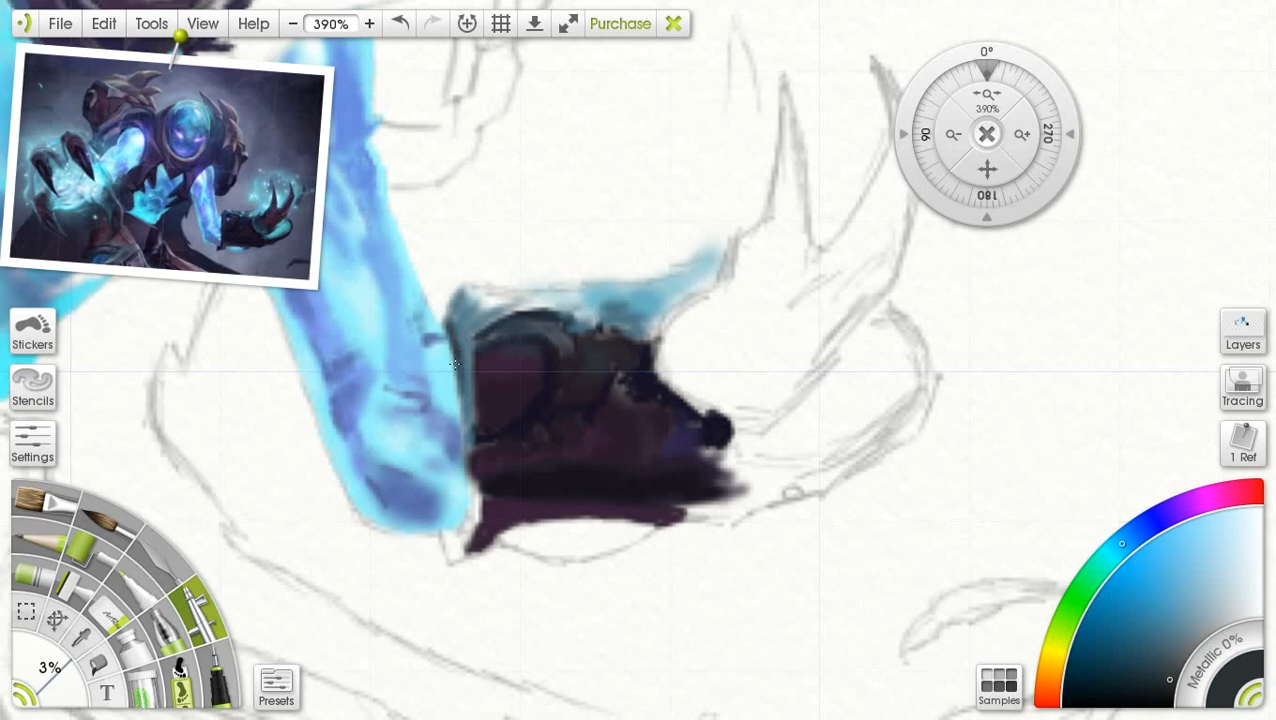 File Edit Tools View Help − 390% + Purchase
0°
390%
90
270
180
Stickers
Stencils
Settings
Layers
Tracing
1 Ref
3%
T
Presets
Samples
Metallic 0%